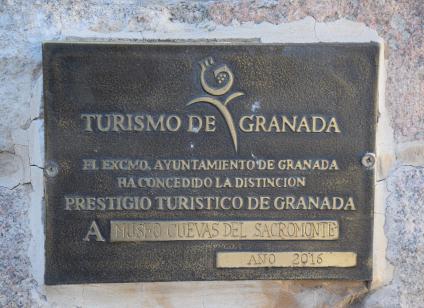 TURISMO DE GRANADA
EL EXCMO. AYUNTAMIENTO DE GRANADA
HA CONCEDIDO LA DISTINCION
PRESTIGIO TURISTICO DE GRANADA
A MUSEO CUEVAS DEL SACROMONTE
AÑO 2016